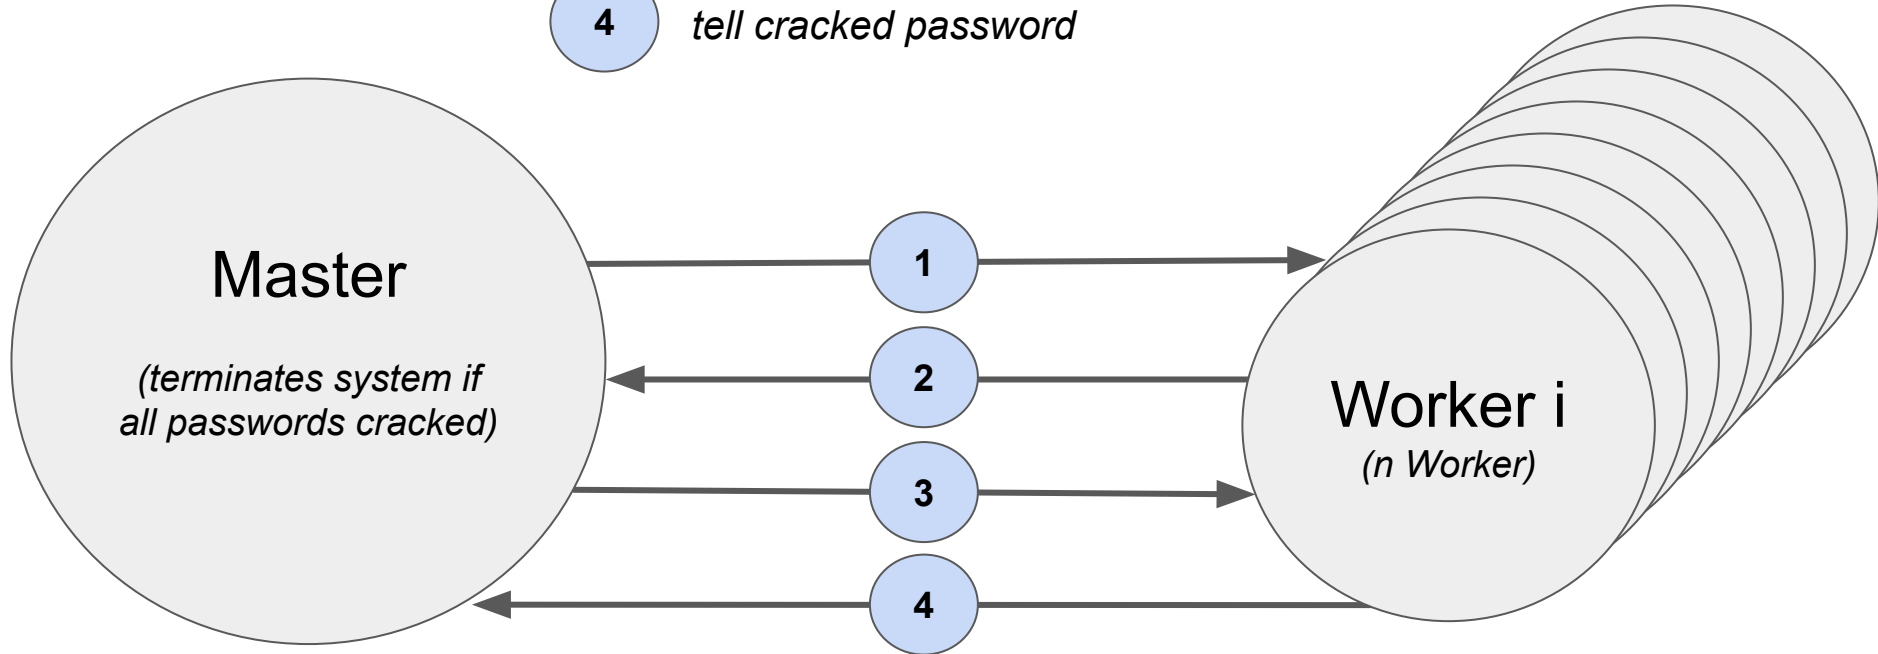 4 tell cracked password
Master
(terminates system if
all passwords cracked)
1
2
3
4
Worker i
(n Worker)